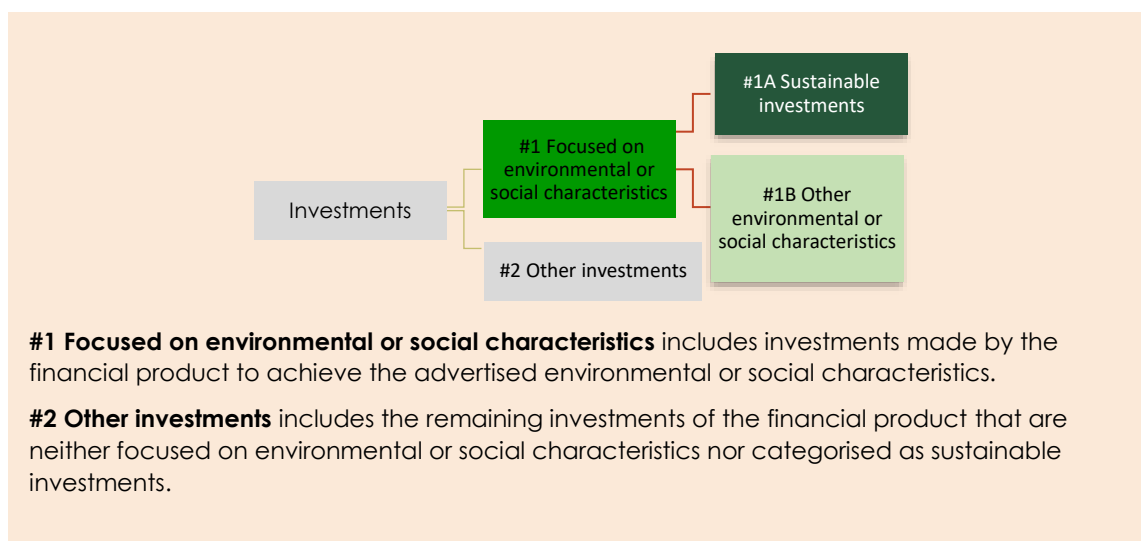 #1A Sustainable
investments
#1 Focused on
environmental or
social characteristics
#1B Other
environmental or
social characteristics
Investments
#2 Other investments
#1 Focused on environmental or social characteristics includes investments made by the
financial product to achieve the advertised environmental or social characteristics.
#2 Other investments includes the remaining investments of the financial product that are
neither focused on environmental or social characteristics nor categorised as sustainable
investments.